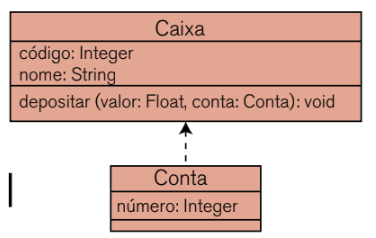 Caixa
código: Integer
nome: String
depositar (valor: Float, conta: Conta): void
Conta
número: Integer